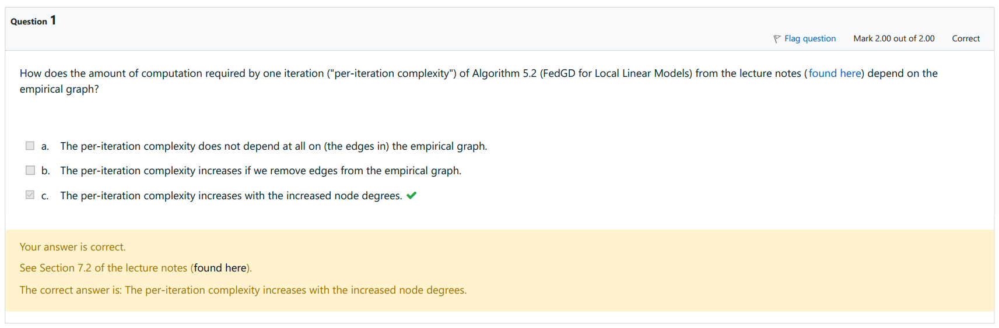 Question 1
Flag question Mark 2.00 out of 2.00 Correct
How does the amount of computation required by one iteration ("per-iteration complexity") of Algorithm 5.2 (FedGD for Local Linear Models) from the lecture notes (found here) depend on the
empirical graph?
a. The per-iteration complexity does not depend at all on (the edges in) the empirical graph.
b. The per-iteration complexity increases if we remove edges from the empirical graph.
c. The per-iteration complexity increases with the increased node degrees.
Your answer is correct.
See Section 7.2 of the lecture notes (found here).
The correct answer is: The per-iteration complexity increases with the increased node degrees.